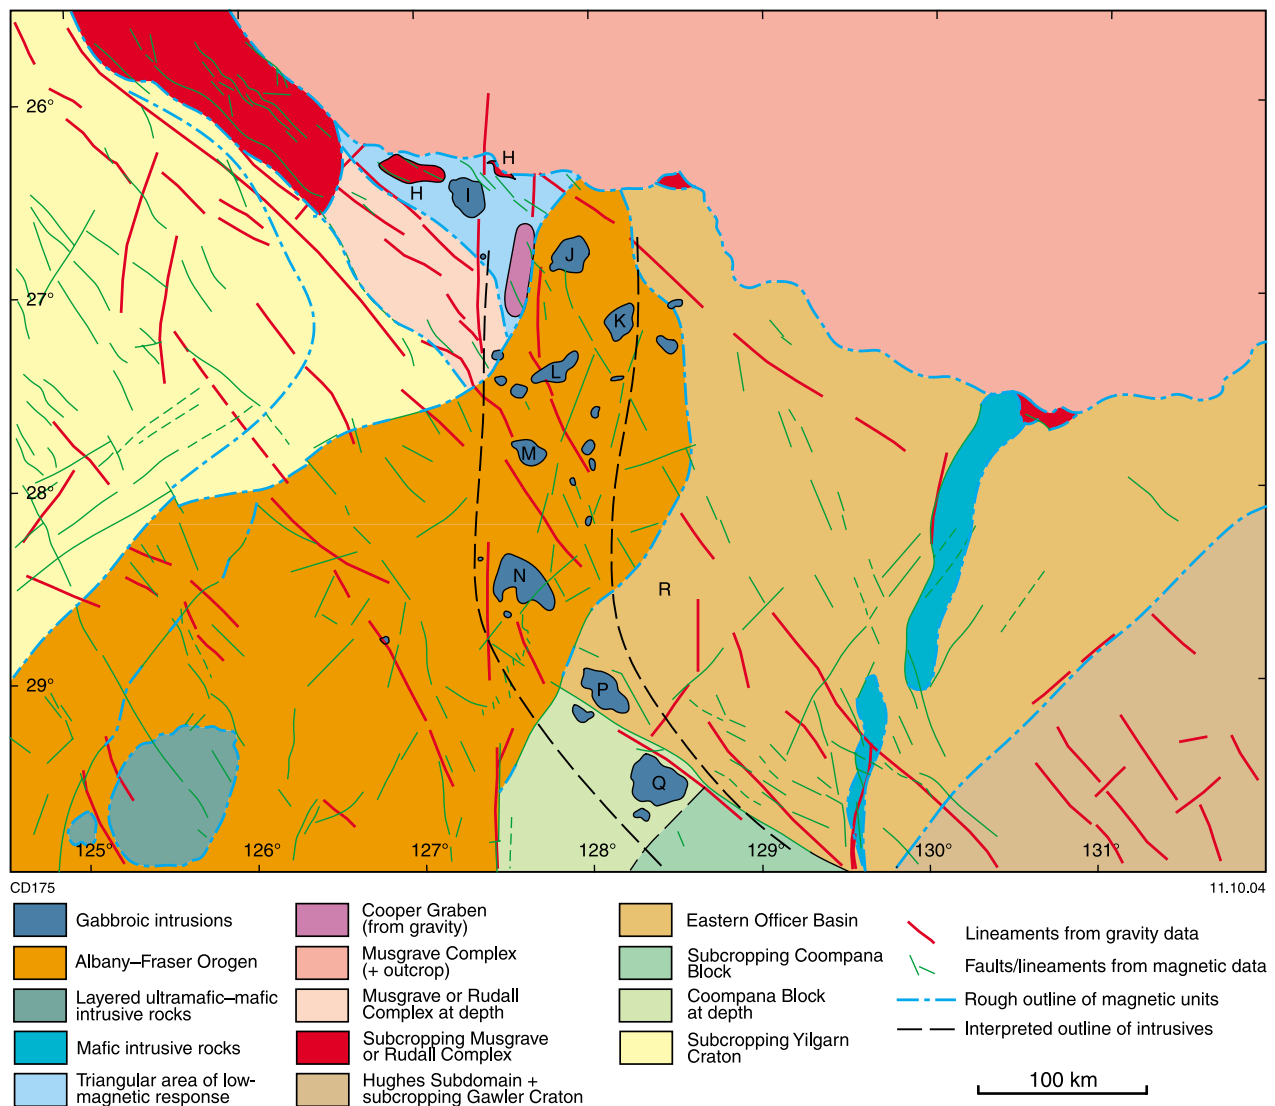 26°
H
H
I
J
27°
K
L
M
28°
N
R
29°
P
Q
125°
126°
127°
128°
129°
130°
131°
CD175
11.10.04
Gabbroic intrusions
Albany–Fraser Orogen
Layered ultramafic–mafic
intrusive rocks
Mafic intrusive rocks
Triangular area of low-
magnetic response
Cooper Graben
(from gravity)
Musgrave Complex
(+ outcrop)
Musgrave or Rudall
Complex at depth
Subcropping Musgrave
or Rudall Complex
Hughes Subdomain +
subcropping Gawler Craton
Eastern Officer Basin
Subcropping Coompana
Block
Coompana Block
at depth
Subcropping Yilgarn
Craton
Lineaments from gravity data
Faults/lineaments from magnetic data
Rough outline of magnetic units
Interpreted outline of intrusives
100 km